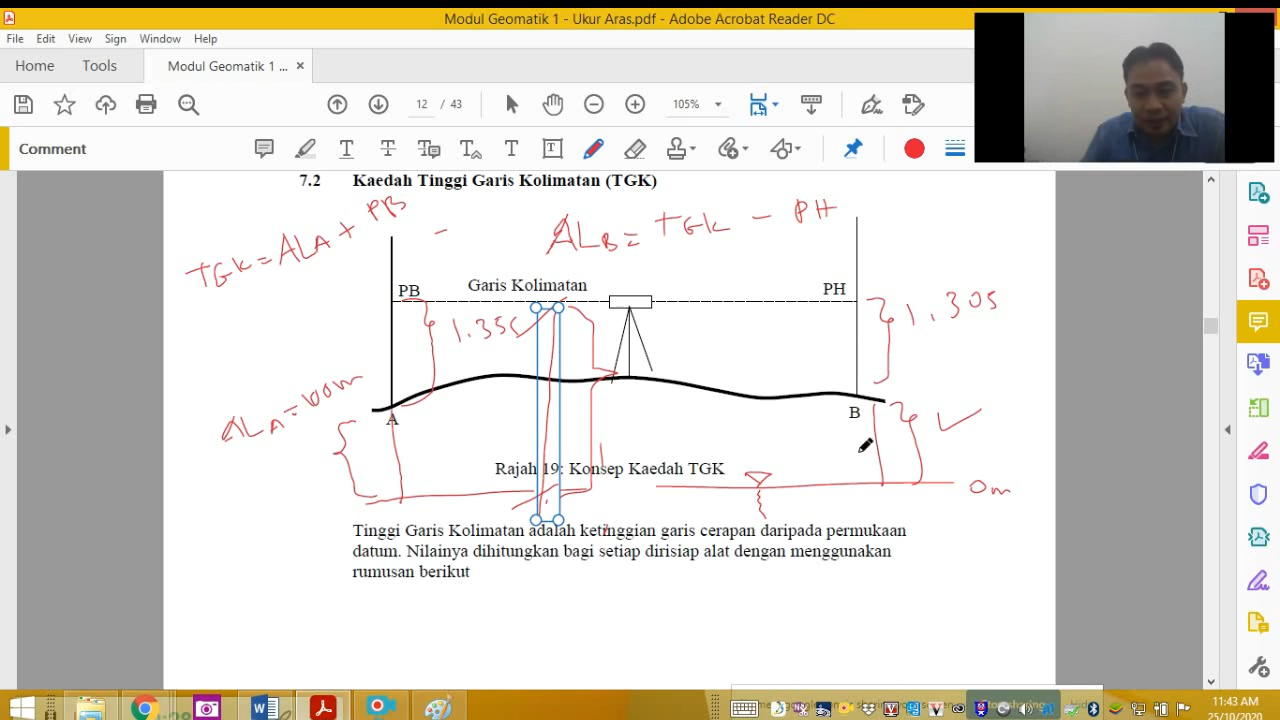 Modul Geomatik 1 - Ukur Aras.pdf - Adobe Acrobat Reader DC
File Edit View Sign Window Help
Home Tools Modul Geomatik 1 ... ×
12 / 43 105%
Comment
7.2 Kaedah Tinggi Garis Kolimatan (TGK)
TGK = ALA + PB
ALB = TGK - PH
PB Garis Kolimatan PH
1.355
1.305
ALA = 100m
A
B
Rajah 19: Konsep Kaedah TGK
0m
Tinggi Garis Kolimatan adalah ketinggian garis cerapan daripada permukaan
datum. Nilainya dihitungkan bagi setiap dirisiap alat dengan menggunakan
rumusan berikut
11:43 AM
25/10/2020